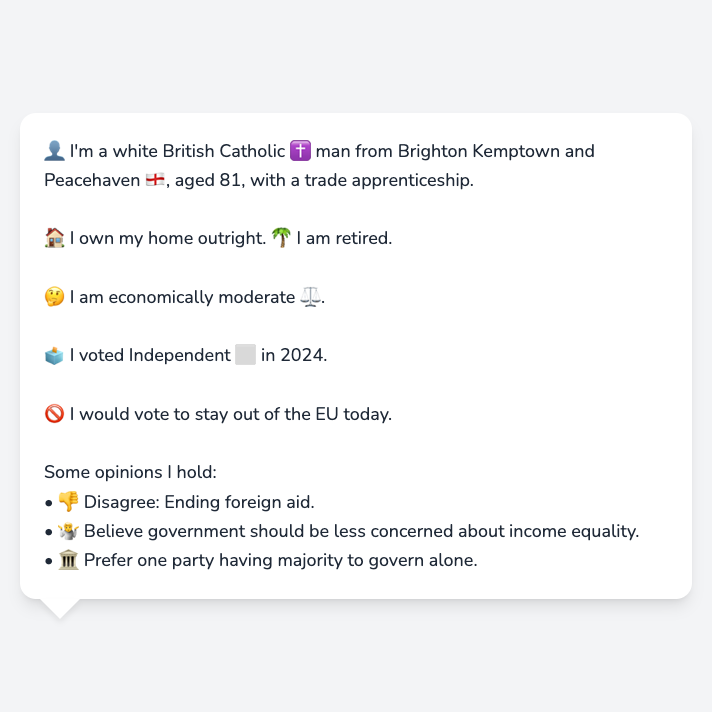 👤 I'm a white British Catholic ✝️ man from Brighton Kemptown and
Peacehaven 🏴󠁧󠁢󠁥󠁮󠁧󠁿, aged 81, with a trade apprenticeship.
🏠 I own my home outright. 🌴 I am retired.
🤔 I am economically moderate ⚖️.
🗳️ I voted Independent ⬜ in 2024.
🚫 I would vote to stay out of the EU today.
Some opinions I hold:
• 👎 Disagree: Ending foreign aid.
• 🤷 Believe government should be less concerned about income equality.
• 🏛️ Prefer one party having majority to govern alone.